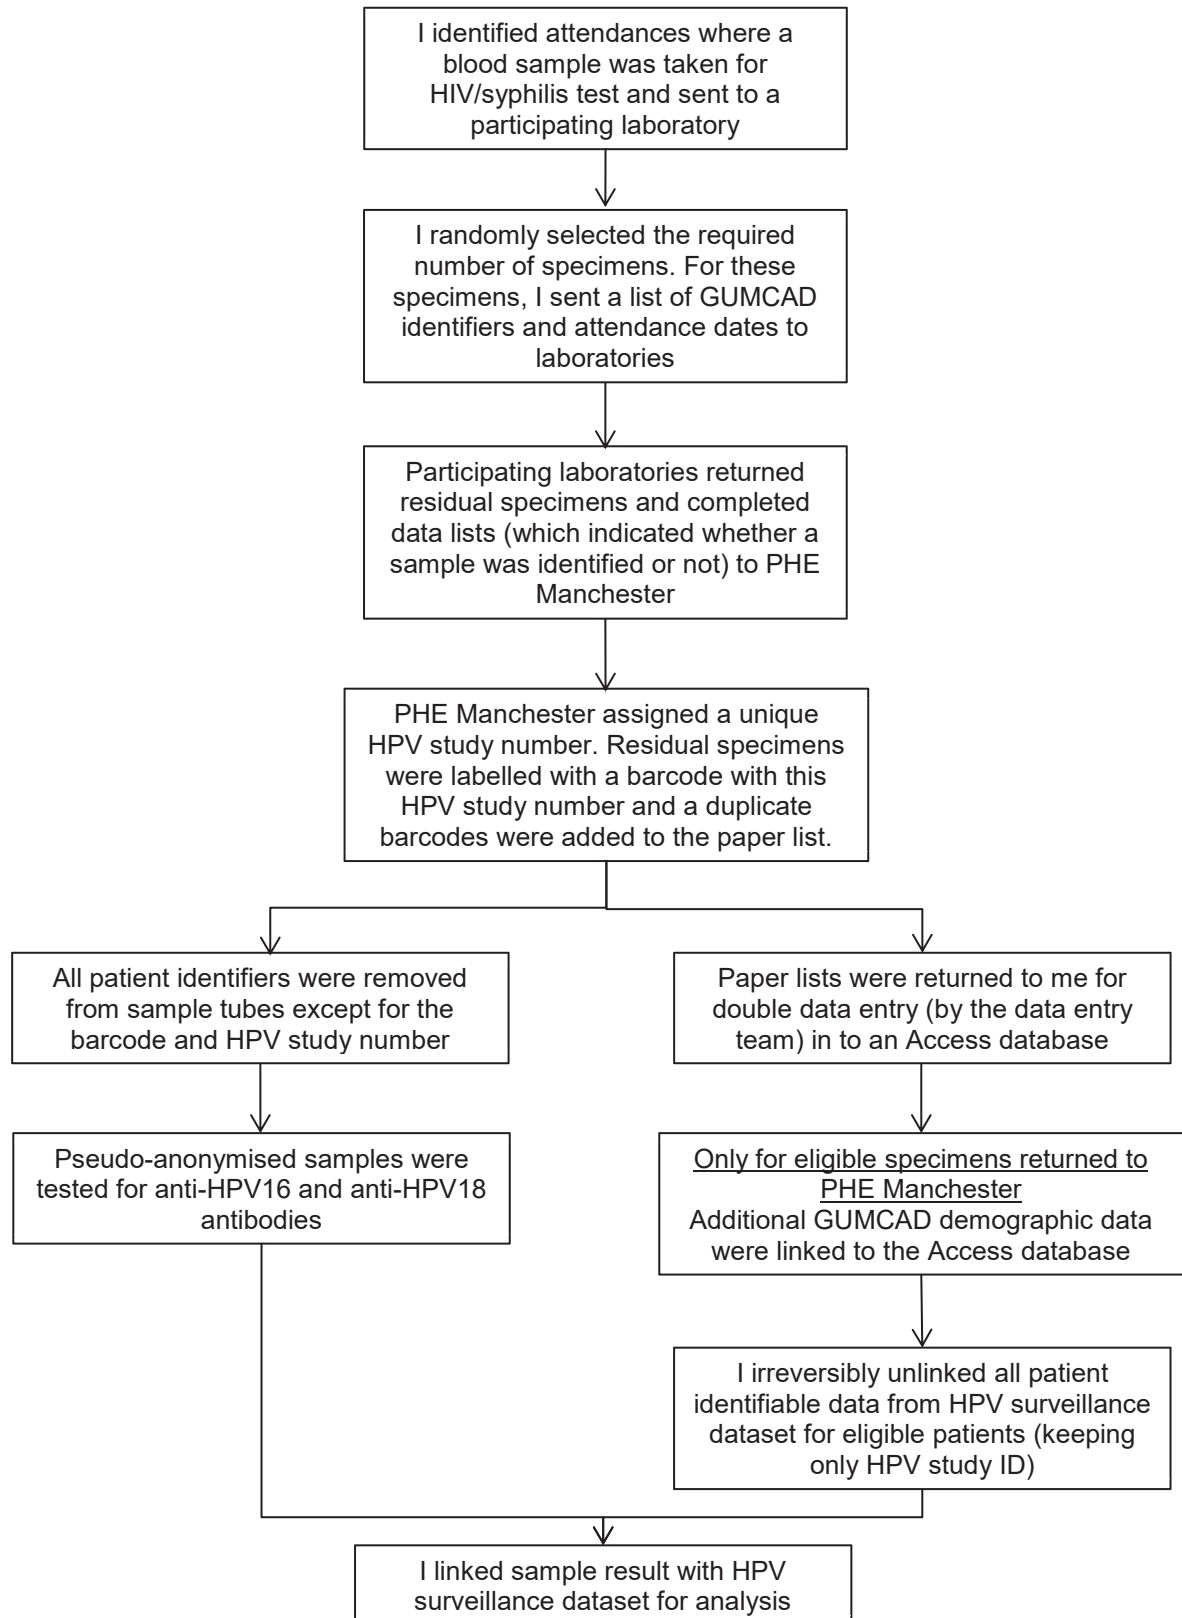 I identified attendances where a
blood sample was taken for
HIV/syphilis test and sent to a
participating laboratory
I randomly selected the required
number of specimens. For these
specimens, I sent a list of GUMCAD
identifiers and attendance dates to
laboratories
Participating laboratories returned
residual specimens and completed
data lists (which indicated whether a
sample was identified or not) to PHE
Manchester
PHE Manchester assigned a unique
HPV study number. Residual specimens
were labelled with a barcode with this
HPV study number and a duplicate
barcodes were added to the paper list.
All patient identifiers were removed
from sample tubes except for the
barcode and HPV study number
Paper lists were returned to me for
double data entry (by the data entry
team) in to an Access database
Pseudo-anonymised samples were
tested for anti-HPV16 and anti-HPV18
antibodies
Only for eligible specimens returned to
PHE Manchester
Additional GUMCAD demographic data
were linked to the Access database
I irreversibly unlinked all patient
identifiable data from HPV surveillance
dataset for eligible patients (keeping
only HPV study ID)
I linked sample result with HPV
surveillance dataset for analysis